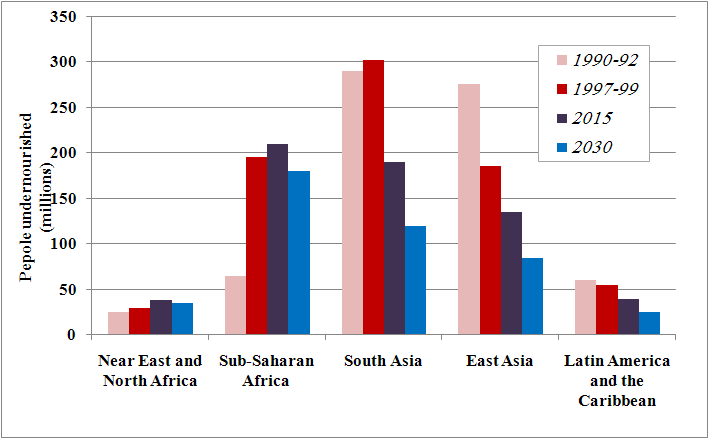 350
300
250
200
150
100
50
0
Pepole undernourished
(millions)
1990-92
1997-99
2015
2030
Near East and
North Africa
Sub-Saharan
Africa
South Asia
East Asia
Latin America
and the
Caribbean